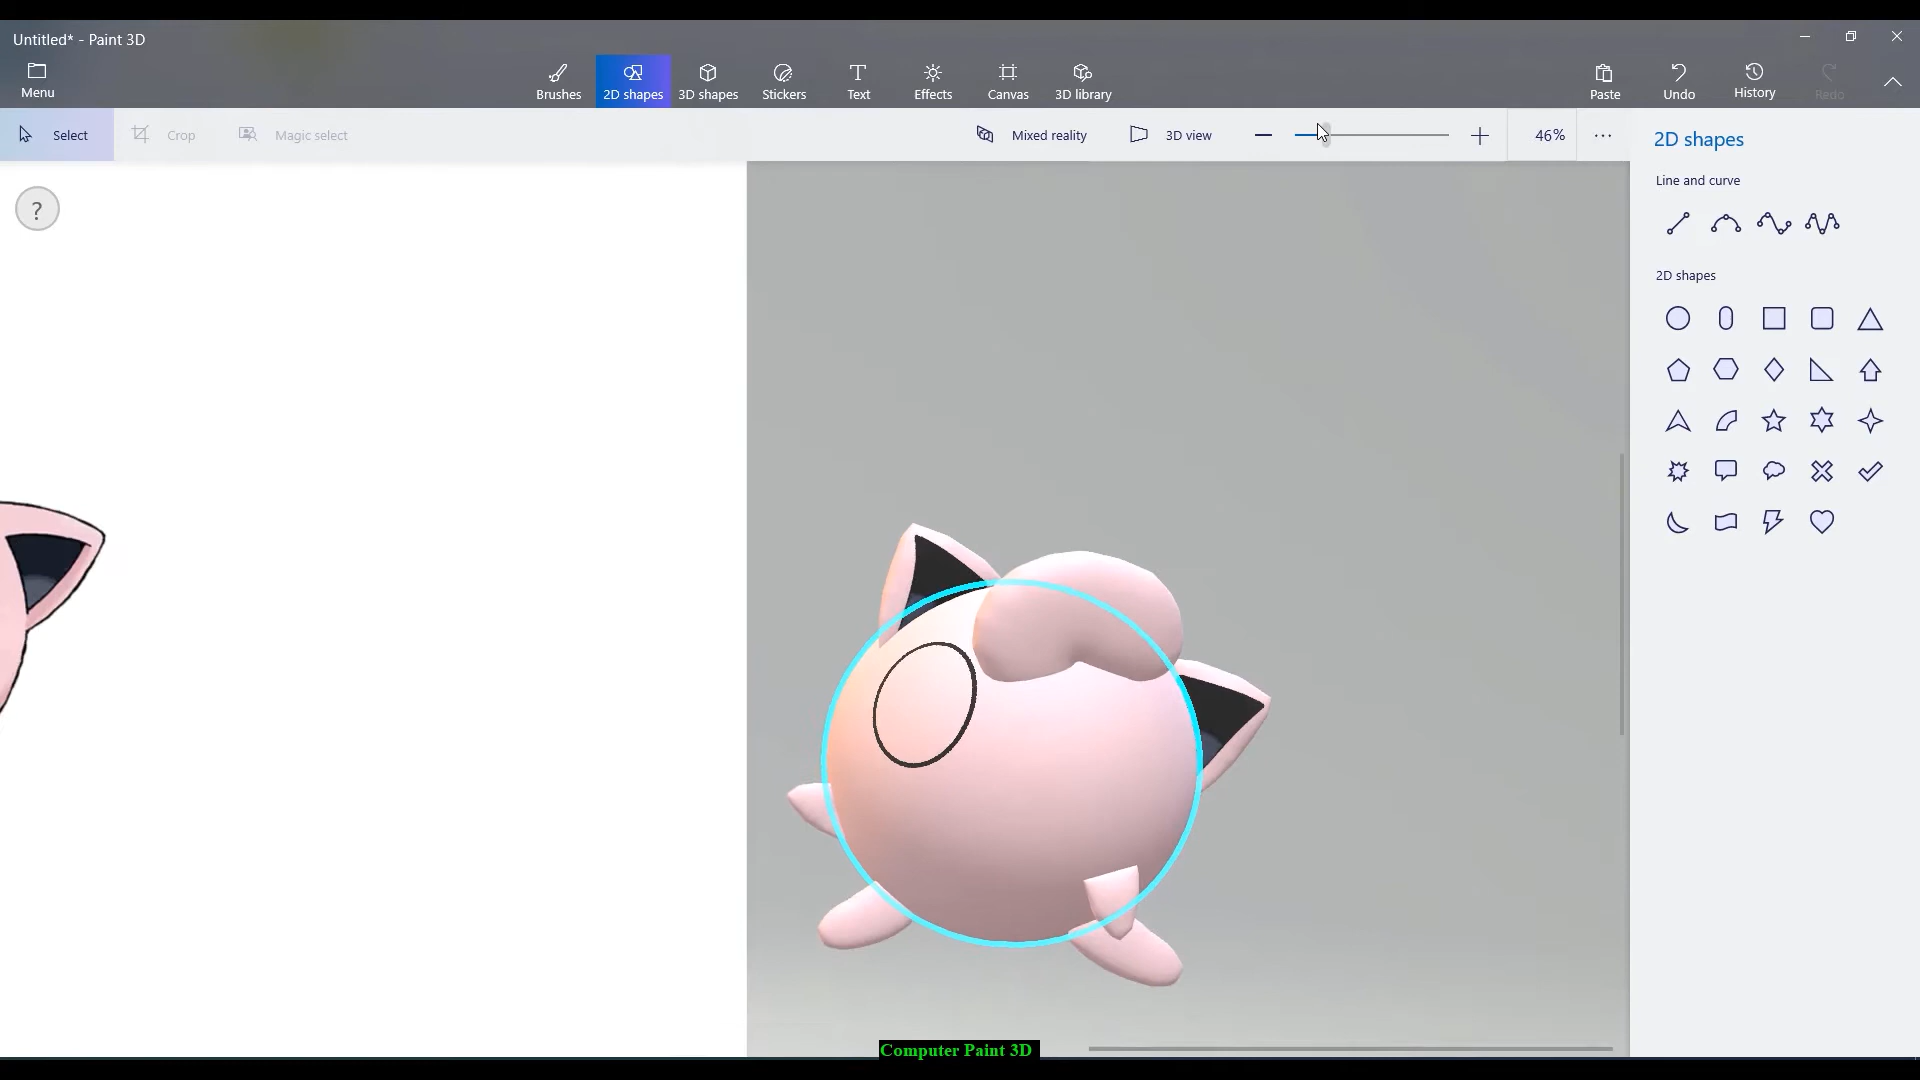 Untitled* - Paint 3D
Menu
Brushes
2D shapes
3D shapes
Stickers
Text
Effects
Canvas
3D library
Paste
Undo
History
Redo
Select
Crop
Magic select
Mixed reality
3D view
46%
2D shapes
Line and curve
2D shapes
?
Computer Paint 3D